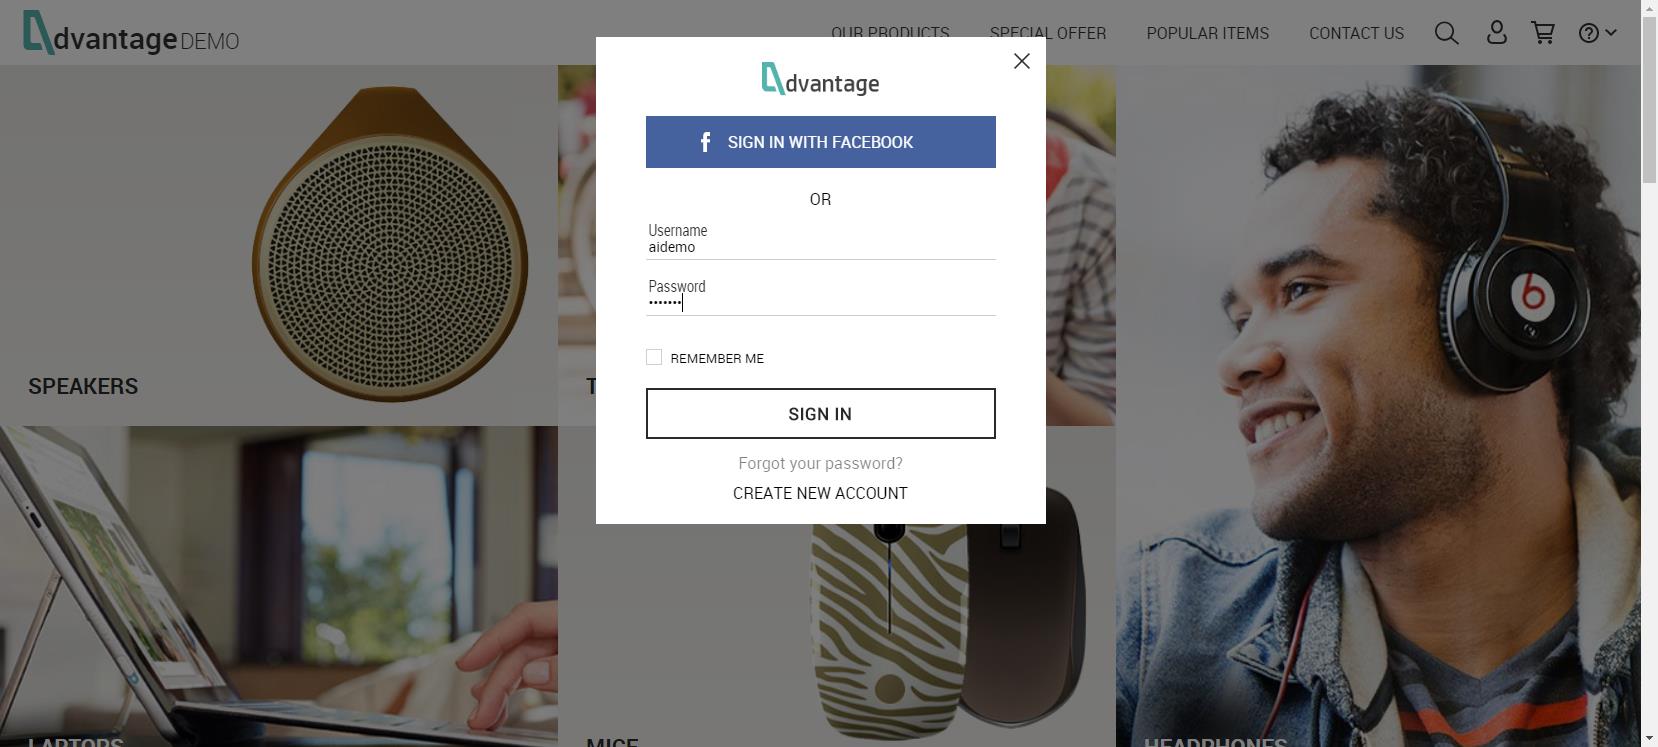 dvantage DEMO
OUR PRODUCTS SPECIAL OFFER POPULAR ITEMS CONTACT US
dvantage
SIGN IN WITH FACEBOOK
OR
Username
aidemo
Password
•••••••
REMEMBER ME
SIGN IN
Forgot your password?
CREATE NEW ACCOUNT
SPEAKERS
T
LAPTOPS
MICE
HEADPHONES